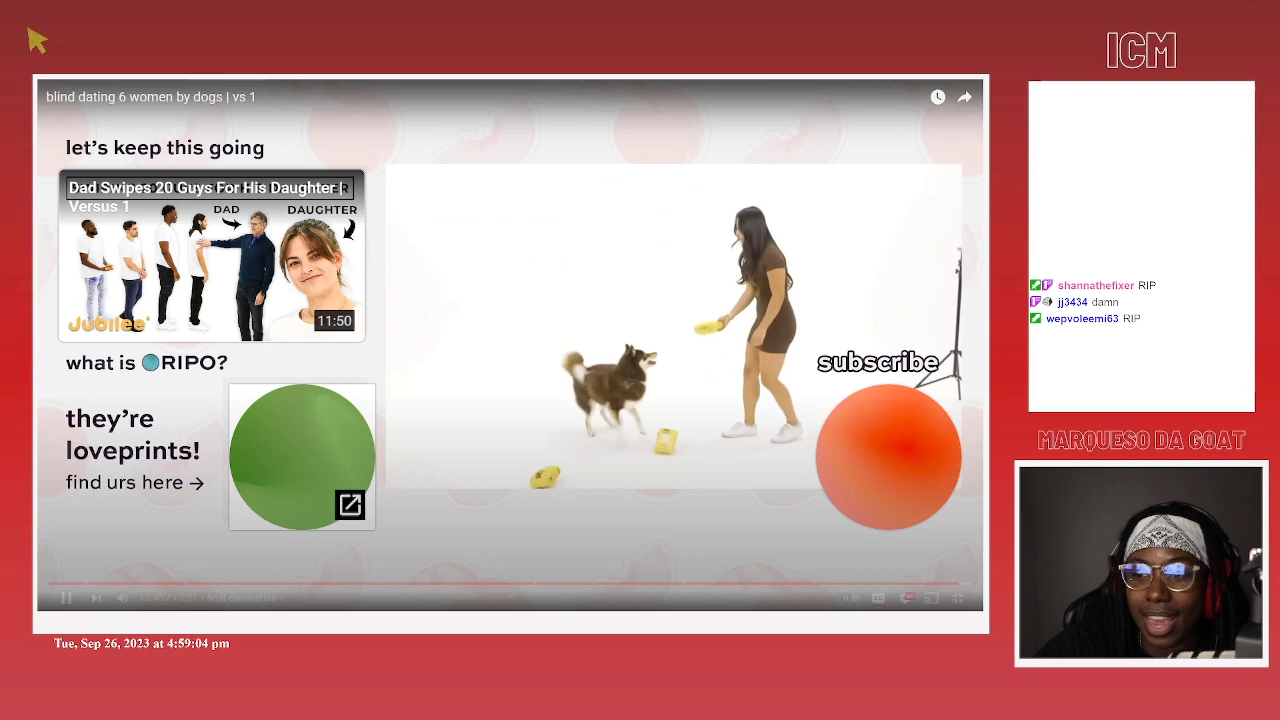 ICM
blind dating 6 women by dogs | vs 1
let's keep this going
Dad Swipes 20 Guys For His Daughter |
Versus 1
DAD
DAUGHTER
Jubilee
11:50
what is RIPO?
they're
loveprints!
find urs here →
subscribe
• final elimination ›
shannathefixer RIP
jj3434 damn
wepvoleemi63 RIP
MARQUESO DA GOAT
Tue, Sep 26, 2023 at 4:59:04 pm